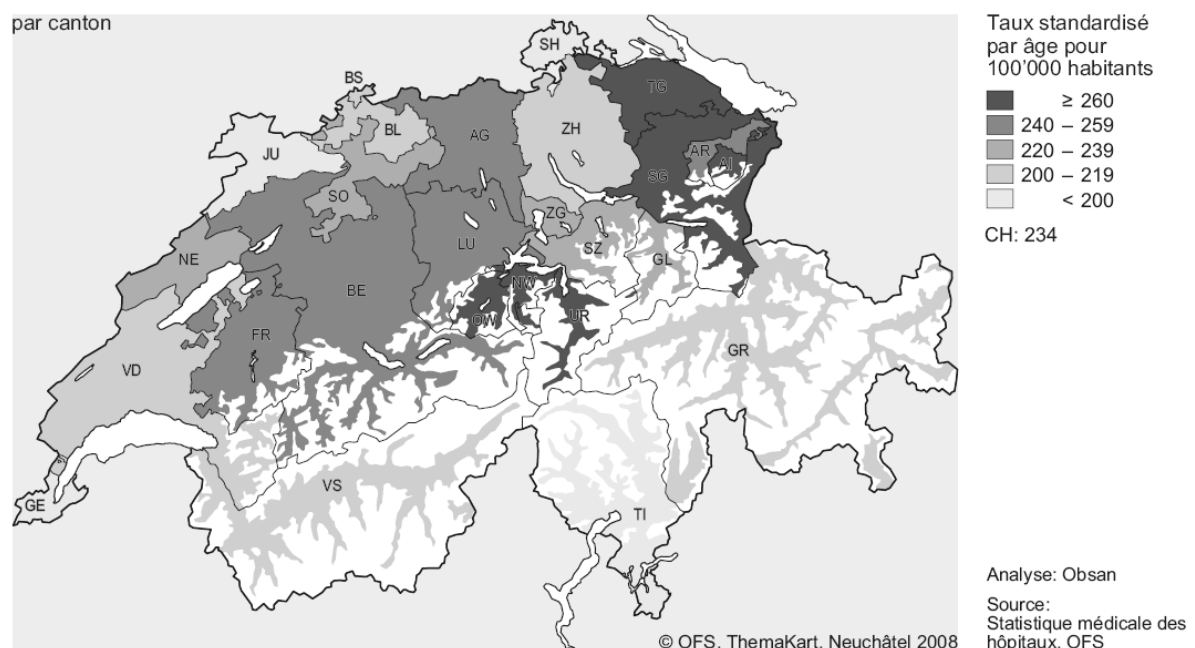 par canton
SH
BS
TG
BL
AG
ZH
JU
AR
AI
SG
SO
ZG
LU
SZ
NE
GL
BE
NW
OW
UR
FR
GR
VD
VS
GE
TI
© OFS, ThemaKart, Neuchâtel 2008
Taux standardisé
par âge pour
100'000 habitants
≥ 260
240 – 259
220 – 239
200 – 219
< 200
CH: 234
Analyse: Obsan
Source:
Statistique médicale des
hôpitaux, OFS